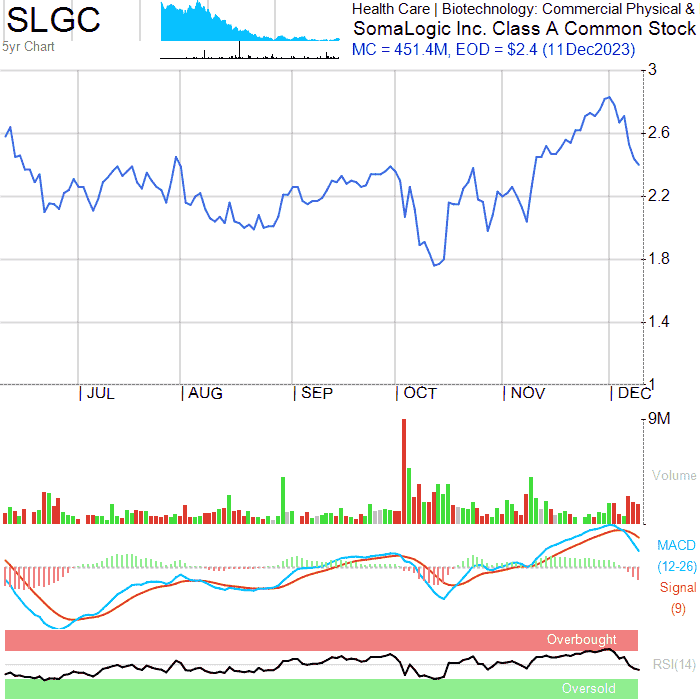 SLGC
5yr Chart
Health Care | Biotechnology: Commercial Physical &
SomaLogic Inc. Class A Common Stock
MC = 451.4M, EOD = $2.4 (11Dec2023)
3
2.6
2.2
1.8
1.4
1
| JUL | AUG | SEP | OCT | NOV | DEC
9M
Volume
MACD
(12-26)
Signal
(9)
Overbought
RSI(14)
Oversold